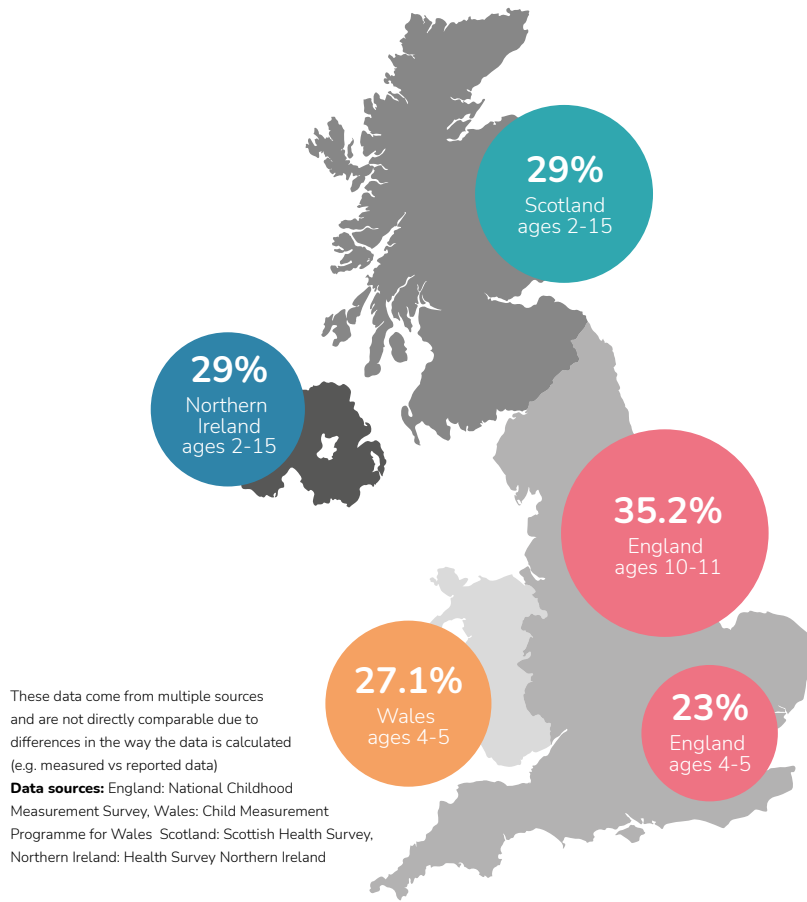 29%
Scotland
ages 2-15
29%
Northern
Ireland
ages 2-15
35.2%
England
ages 10-11
27.1%
Wales
ages 4-5
23%
England
ages 4-5
These data come from multiple sources
and are not directly comparable due to
differences in the way the data is calculated
(e.g. measured vs reported data)
Data sources: England: National Childhood
Measurement Survey, Wales: Child Measurement
Programme for Wales  Scotland: Scottish Health Survey,
Northern Ireland: Health Survey Northern Ireland